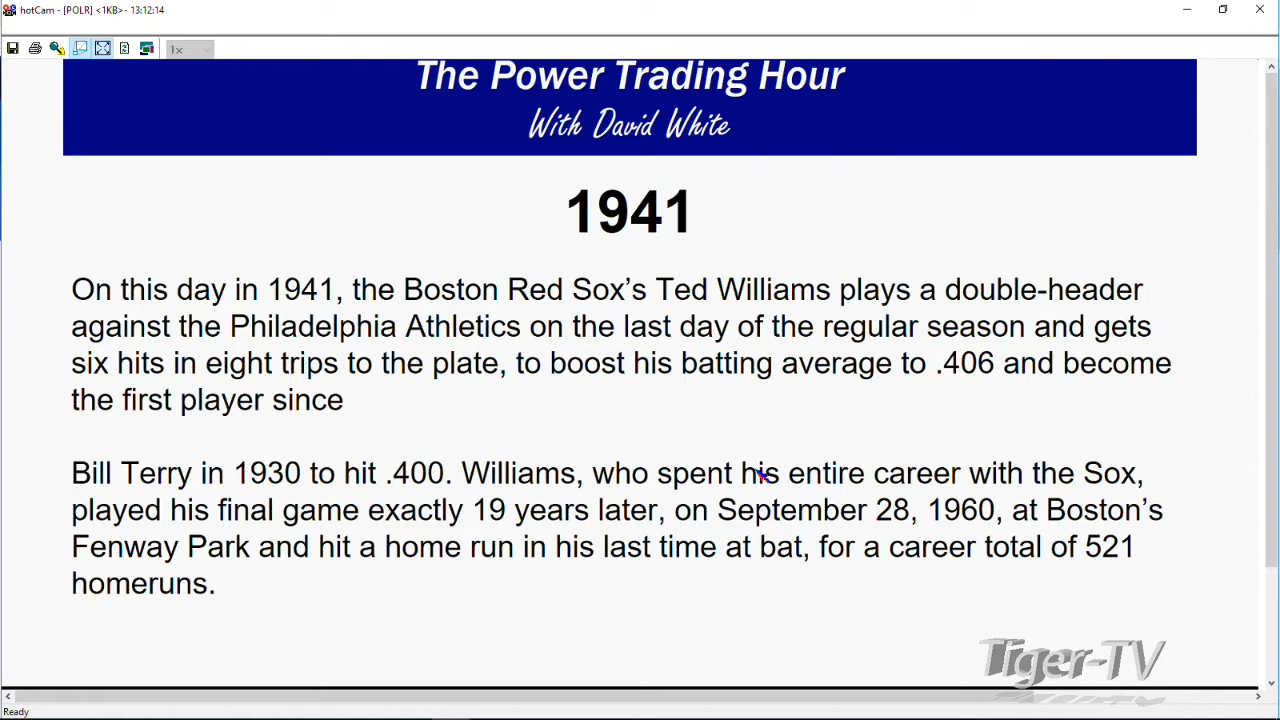 hotCam - [POLR] <1KB> - 13:12:14
1x
The Power Trading Hour
With David White
1941
On this day in 1941, the Boston Red Sox’s Ted Williams plays a double-header
against the Philadelphia Athletics on the last day of the regular season and gets
six hits in eight trips to the plate, to boost his batting average to .406 and become
the first player since
Bill Terry in 1930 to hit .400. Williams, who spent his entire career with the Sox,
played his final game exactly 19 years later, on September 28, 1960, at Boston’s
Fenway Park and hit a home run in his last time at bat, for a career total of 521
homeruns.
Tiger-TV
Ready